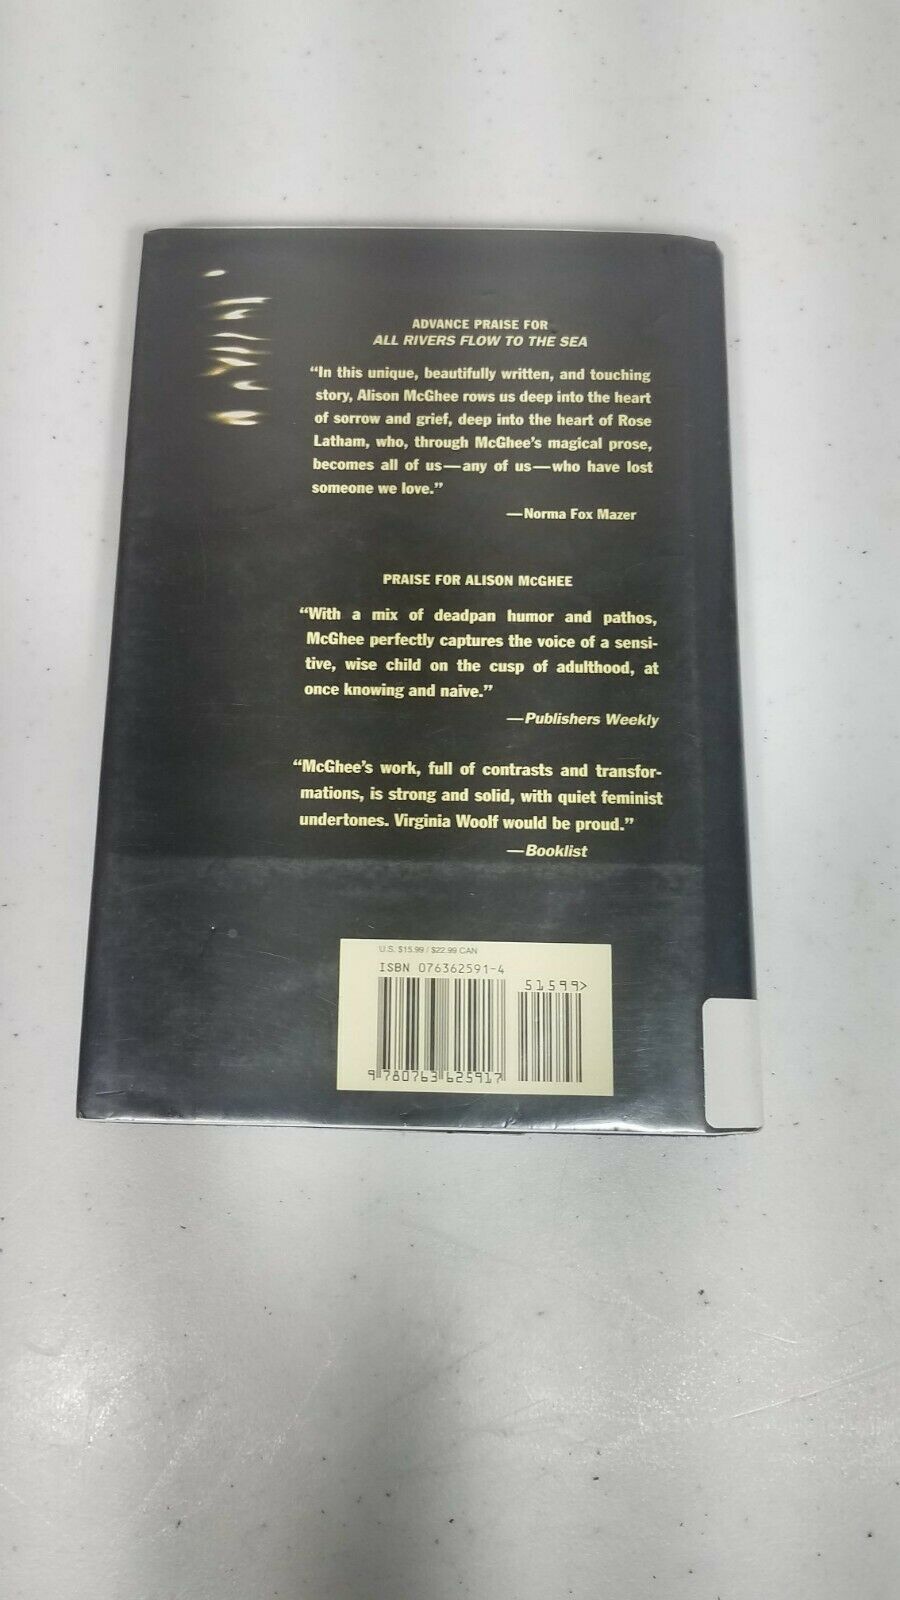 ADVANCE PRAISE FOR
ALL RIVERS FLOW TO THE SEA
“In this unique, beautifully written, and touching
story, Alison McGhee rows us deep into the heart
of sorrow and grief, deep into the heart of Rose
Latham, who, through McGhee’s magical prose,
becomes all of us—any of us—who have lost
someone we love.”
—Norma Fox Mazer
PRAISE FOR ALISON McGHEE
“With a mix of deadpan humor and pathos,
McGhee perfectly captures the voice of a sensi-
tive, wise child on the cusp of adulthood, at
once knowing and naive.”
—Publishers Weekly
“McGhee’s work, full of contrasts and transfor-
mations, is strong and solid, with quiet feminist
undertones. Virginia Woolf would be proud.”
—Booklist
U.S. $15.99 / $22.99 CAN
ISBN 076362591-4
51599>
9 780763 625917